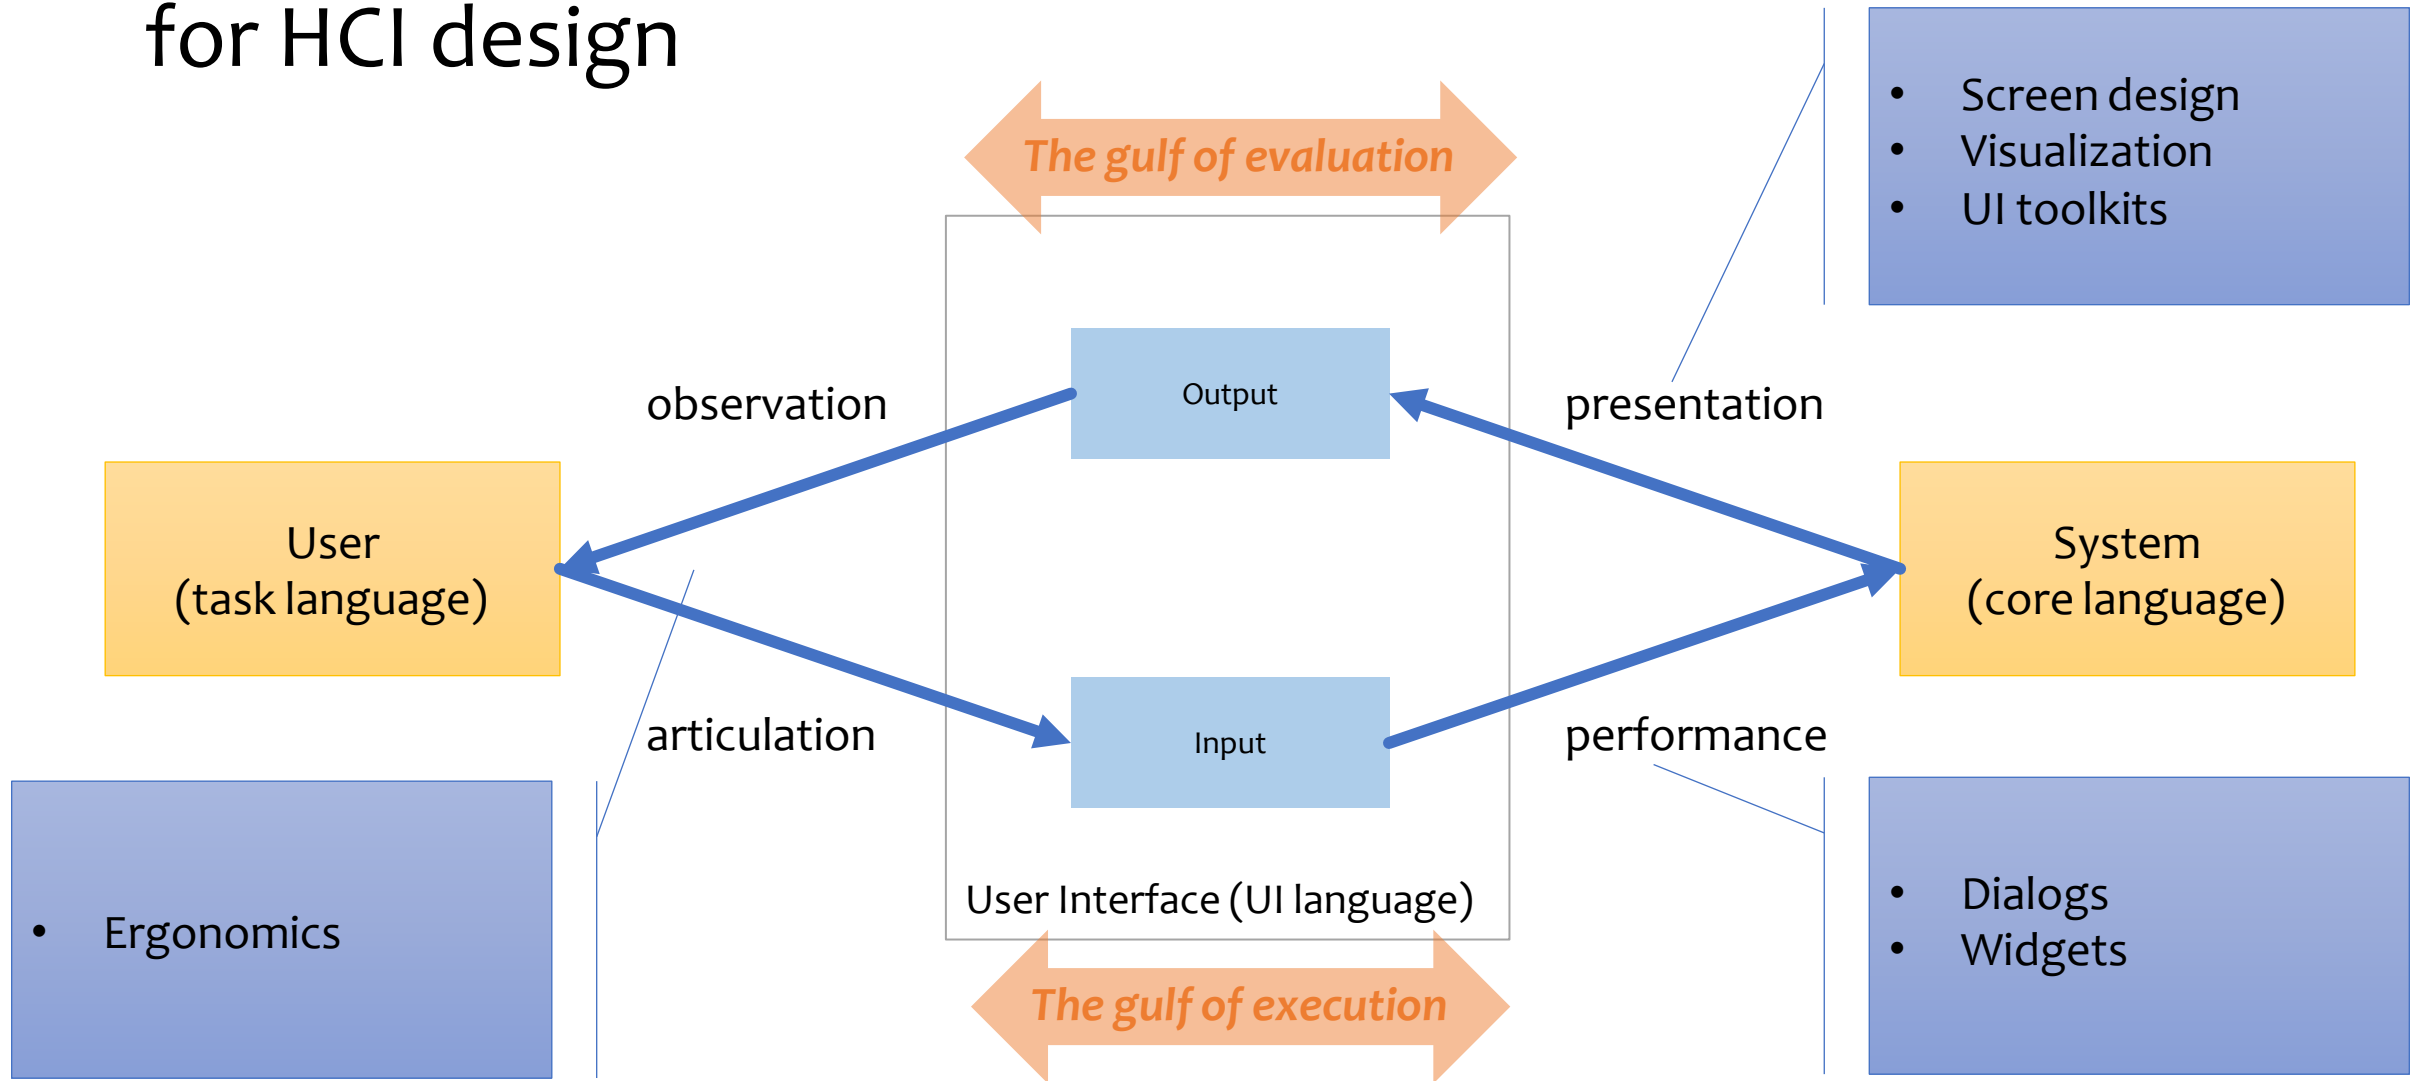 for HCI design
The gulf of evaluation
• Screen design
• Visualization
• UI toolkits
observation
Output
presentation
User
(task language)
System
(core language)
articulation
Input
performance
User Interface (UI language)
• Ergonomics
• Dialogs
• Widgets
The gulf of execution